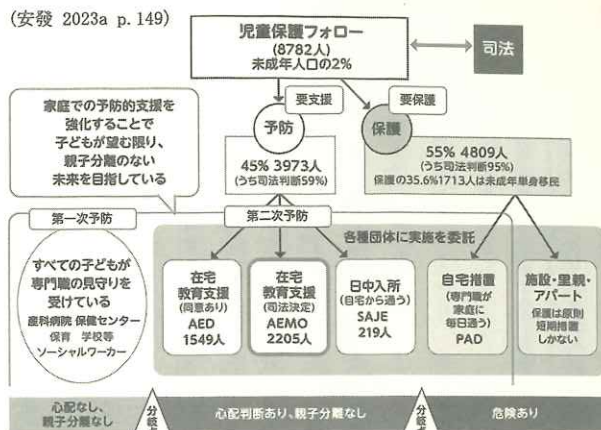 (安發 2023a p.149)
児童保護フォロー
(8782人)
未成年人口の2%
司法
家庭での予防的支援を
強化することで
子どもが望む限り、
親子分離のない
未来を目指している
要支援
予防
要保護
保護
45% 3973人
(うち司法判断59%)
55% 4809人
(うち司法判断95%)
保護の35.6%1713人は未成年単身移民
第一次予防
第二次予防
各種団体に実施を委託
すべての子どもが
専門職の見守りを
受けている
産科病院 保健センター
保育 学校等
ソーシャルワーカー
在宅
教育支援
(同意あり)
AED
1549人
在宅
教育支援
(司法決定)
AEMO
2205人
日中入所
(自宅から通う)
SAJE
219人
自宅措置
(専門職が
家庭に
毎日通う)
PAD
施設・里親・
アパート
保護は原則
短期措置
しかない
心配なし、
親子分離なし
分岐点
心配判断あり、親子分離なし
分岐点
危険あり